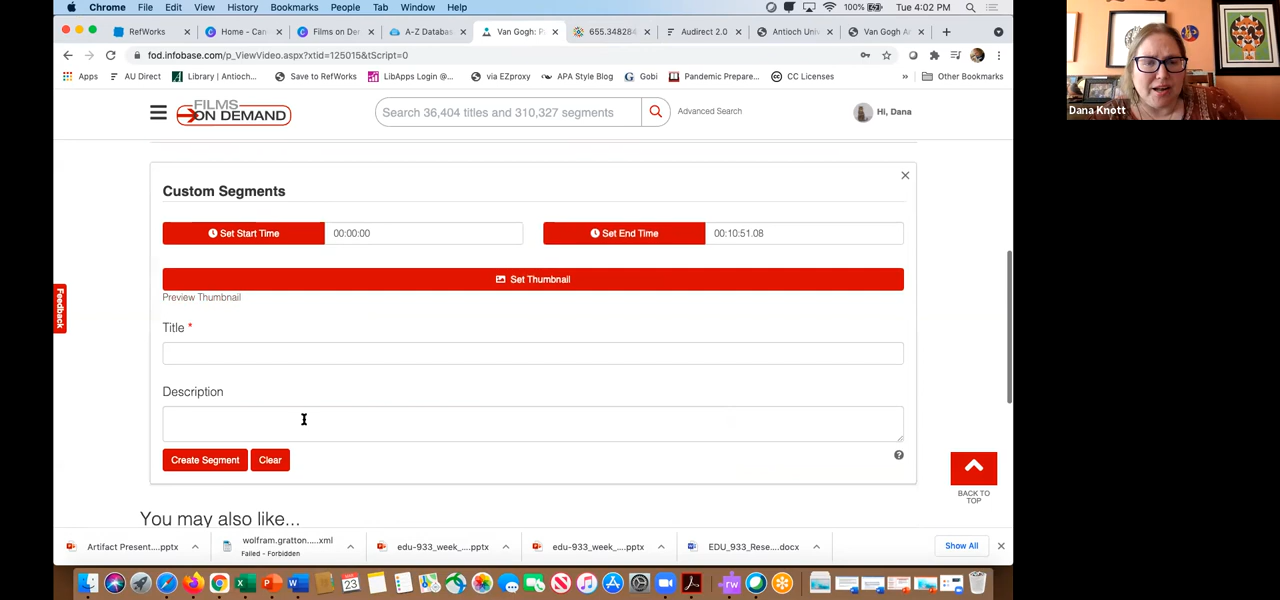 Chrome File Edit View History Bookmarks People Tab Window Help 100% Tue 4:02 PM
RefWorks Home - Can Films on Der A-Z Databas Van Gogh: P 655.348284 Audirect 2.0 Antioch Uni Van Gogh A
fod.infobase.com/p_ViewVideo.aspx?xtid=125015&tScript=0
Apps AU Direct Library | Antioch... Save to RefWorks LibApps Login @... via EZproxy APA Style Blog Gobi Pandemic Prepare... CC Licenses » Other Bookmarks
FILMS ON DEMAND
Search 36,404 titles and 310,327 segments
Advanced Search
Hi, Dana
Dana Knott
Custom Segments
Set Start Time 00:00:00 Set End Time 00:10:51.08
Set Thumbnail
Preview Thumbnail
Feedback
Title *
Description
Create Segment Clear
BACK TO
TOP
You may also like...
Artifact Present....pptx wolfram.gratton....xml edu-933_week_...pptx edu-933_week_...pptx EDU_933_Rese....docx Show All
Failed - Forbidden
23